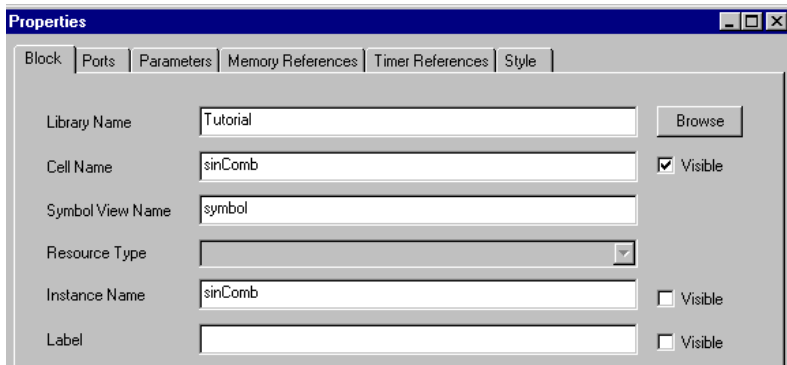 Properties
Block Ports Parameters Memory References Timer References Style
Library Name Tutorial Browse
Cell Name sinComb Visible
Symbol View Name symbol
Resource Type
Instance Name sinComb Visible
Label Visible